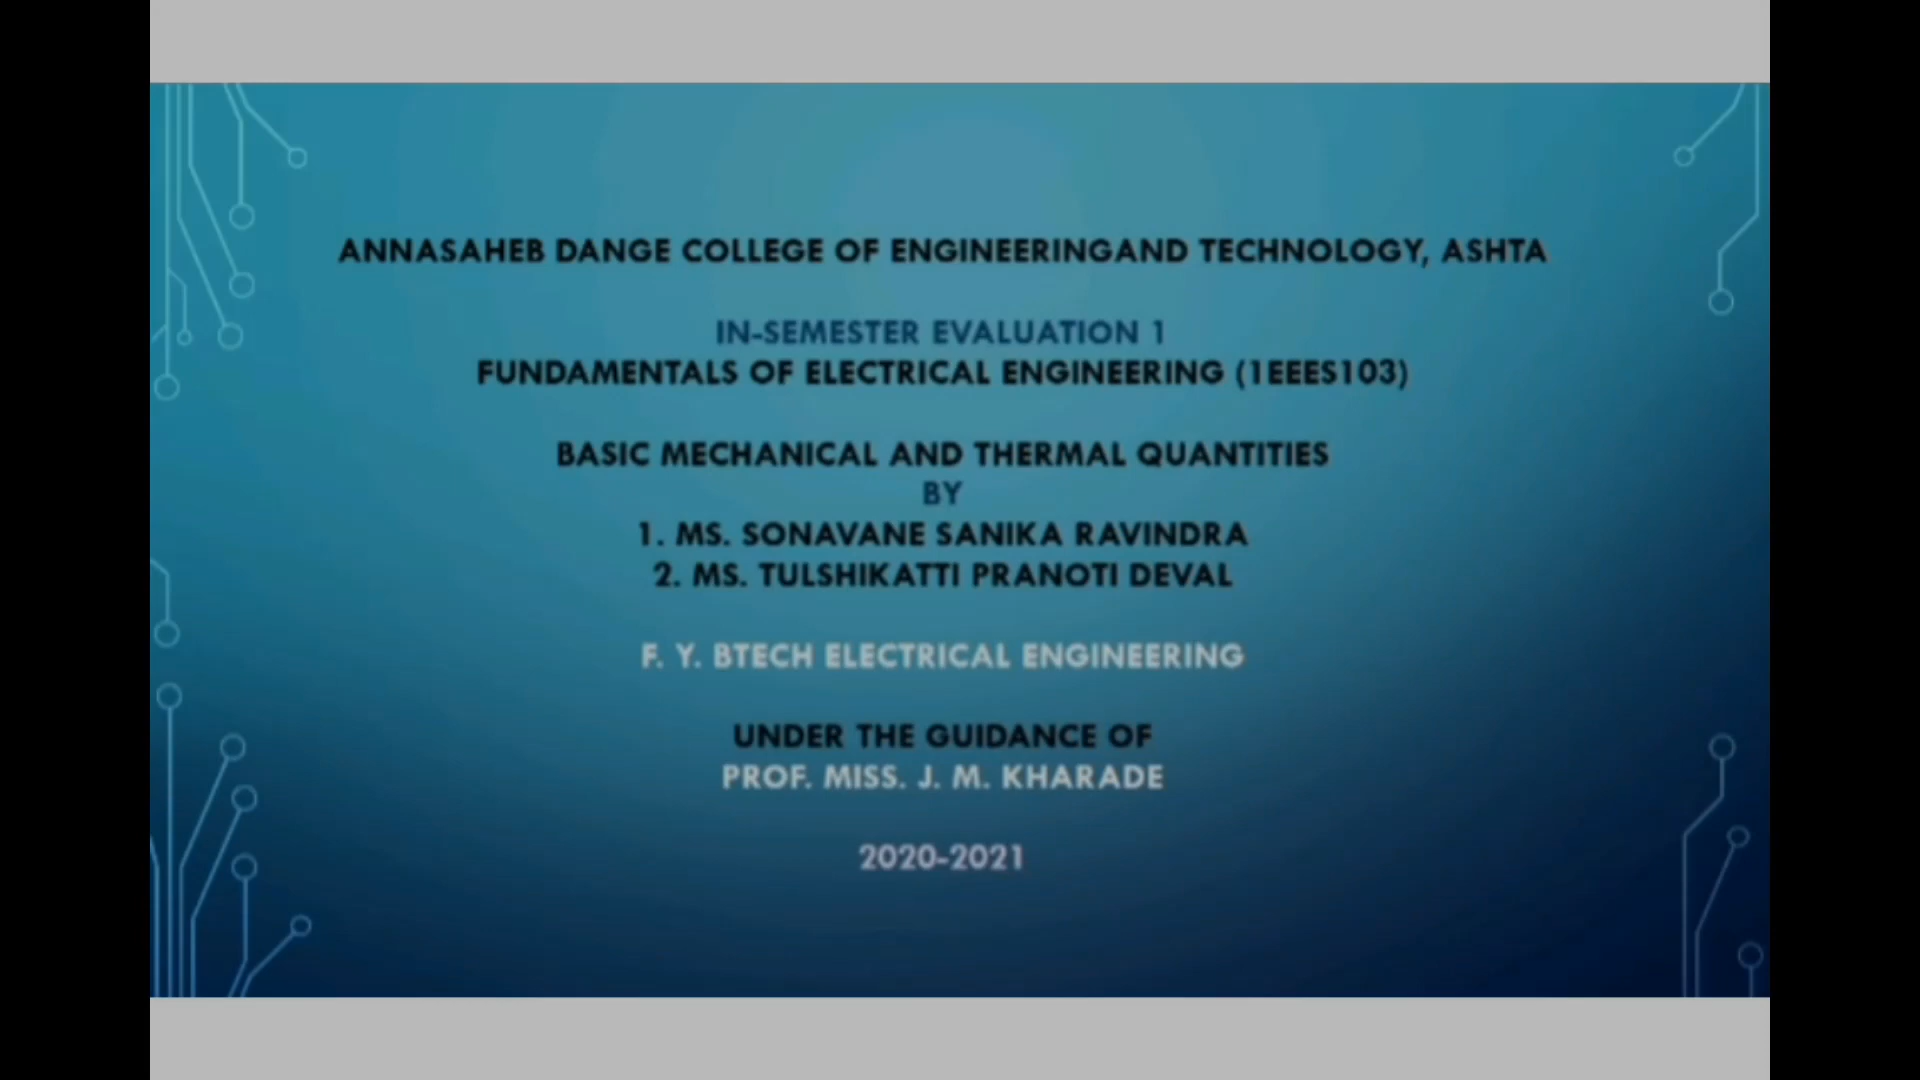 ANNASAHEB DANGE COLLEGE OF ENGINEERINGAND TECHNOLOGY, ASHTA
IN-SEMESTER EVALUATION 1
FUNDAMENTALS OF ELECTRICAL ENGINEERING (1EEES103)
BASIC MECHANICAL AND THERMAL QUANTITIES
BY
1. MS. SONAVANE SANIKA RAVINDRA
2. MS. TULSHIKATTI PRANOTI DEVAL
F. Y. BTECH ELECTRICAL ENGINEERING
UNDER THE GUIDANCE OF
PROF. MISS. J. M. KHARADE
2020-2021